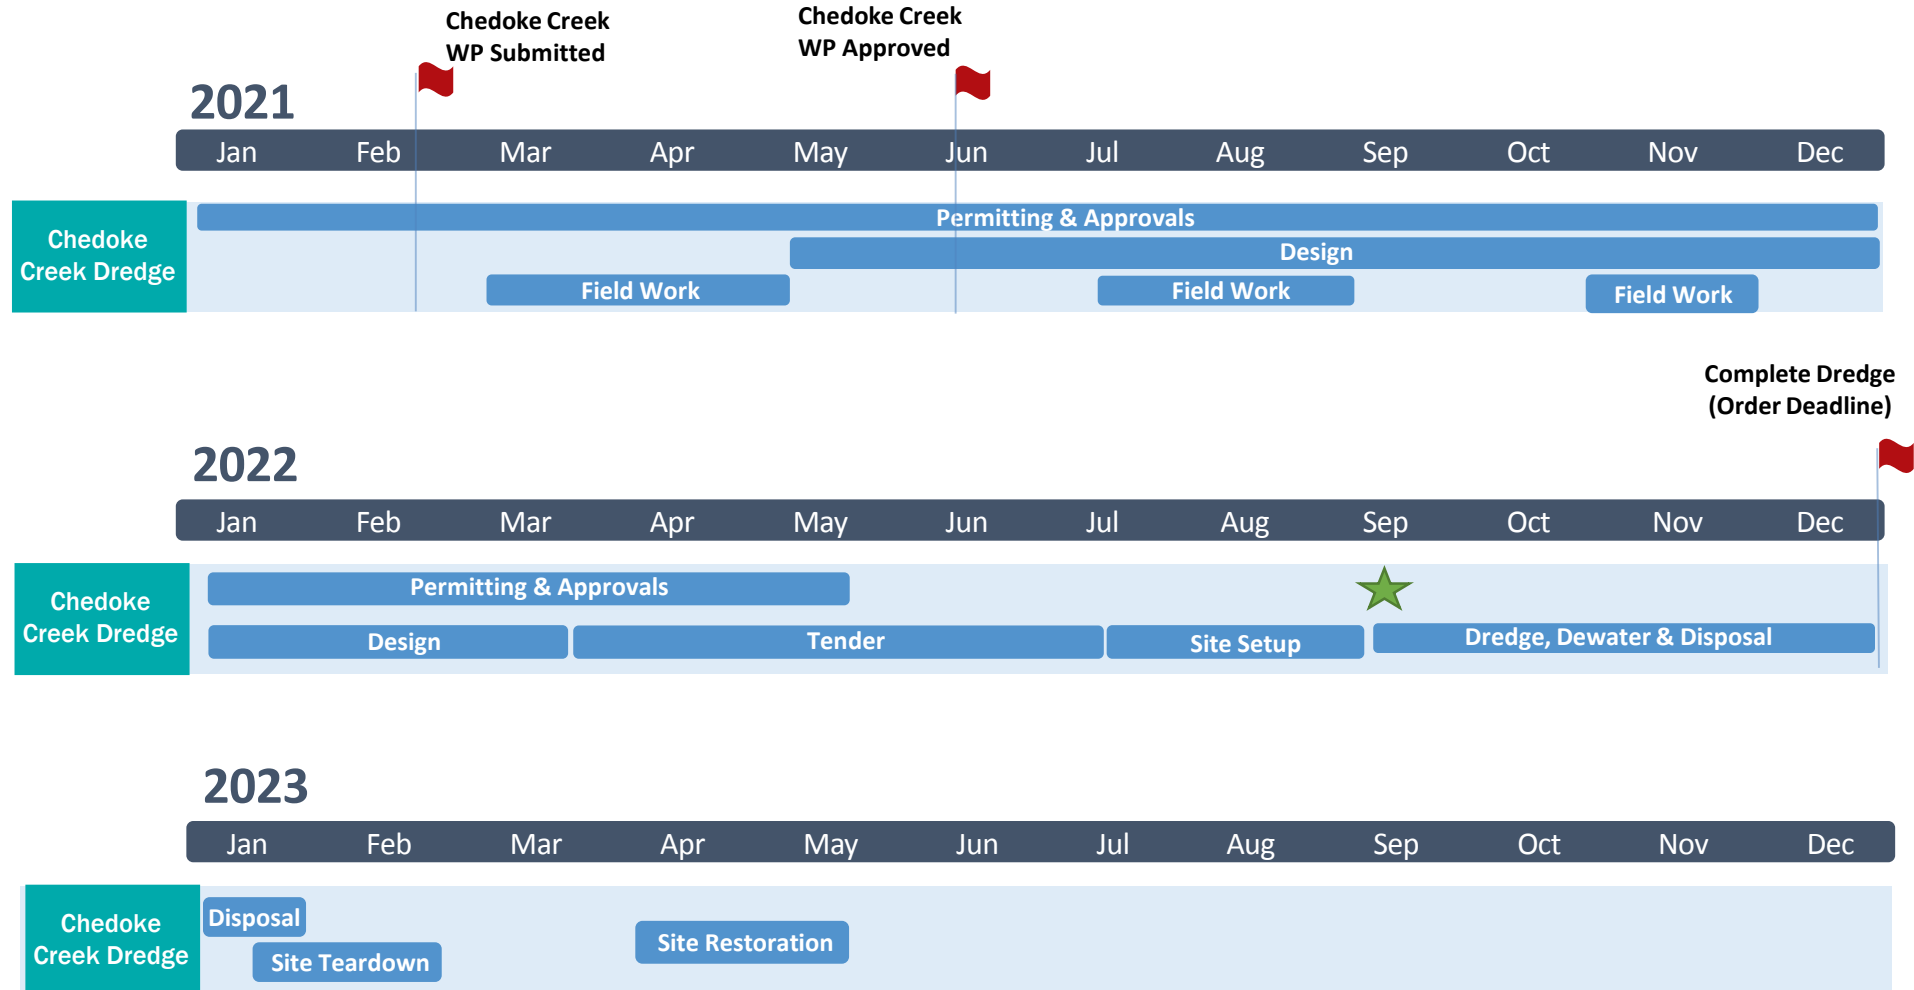 Chedoke Creek
WP Submitted
Chedoke Creek
WP Approved
2021
Jan Feb Mar Apr May Jun Jul Aug Sep Oct Nov Dec
Chedoke
Creek Dredge
Permitting & Approvals
Design
Field Work Field Work Field Work
Complete Dredge
(Order Deadline)
2022
Jan Feb Mar Apr May Jun Jul Aug Sep Oct Nov Dec
Chedoke
Creek Dredge
Permitting & Approvals
Design Tender Site Setup Dredge, Dewater & Disposal
2023
Jan Feb Mar Apr May Jun Jul Aug Sep Oct Nov Dec
Chedoke
Creek Dredge
Disposal
Site Teardown
Site Restoration